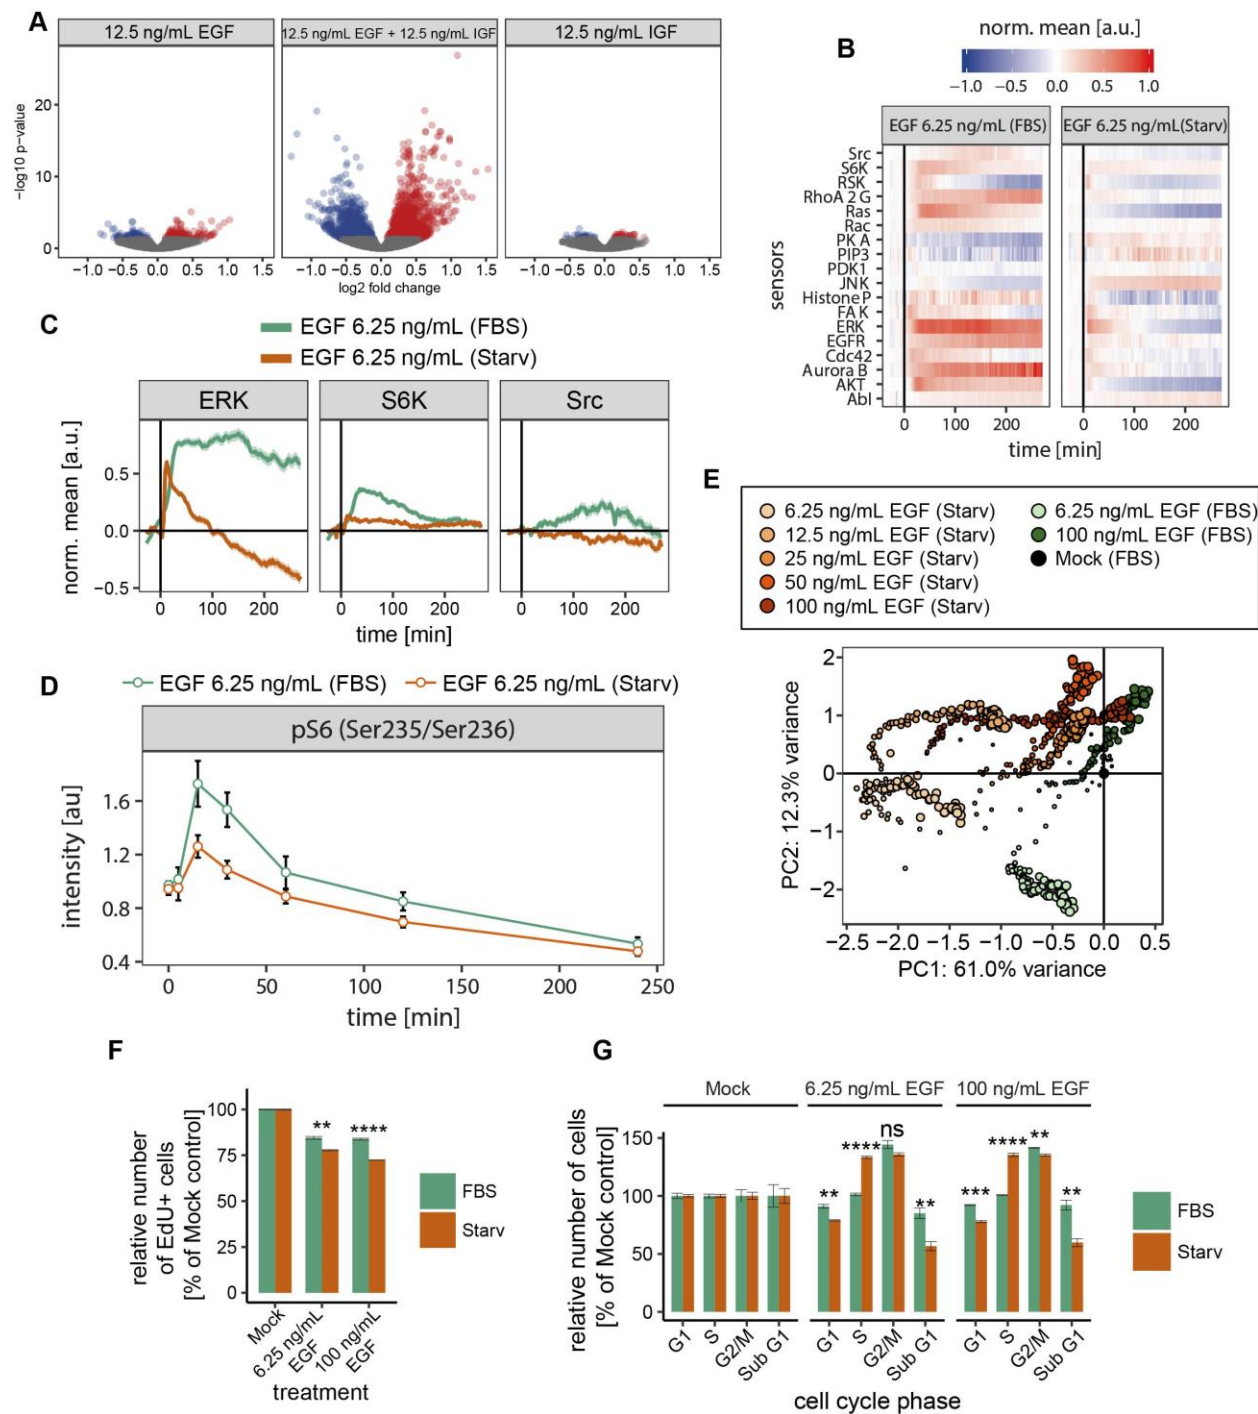 A
12.5 ng/mL EGF
12.5 ng/mL EGF + 12.5 ng/mL IGF
12.5 ng/mL IGF
−log10 p-value
20
10
0
−1.0 −0.5 0.0 0.5 1.0 1.5
−1.0 −0.5 0.0 0.5 1.0 1.5
−1.0 −0.5 0.0 0.5 1.0 1.5
log2 fold change
B
norm. mean [a.u.]
−1.0 −0.5 0.0 0.5 1.0
EGF 6.25 ng/mL (FBS)
EGF 6.25 ng/mL(Starv)
sensors
Src
S6K
RSK
RhoA 2 G
Ras
Rac
PK A
PIP3
PDK1
JNK
Histone P
FA K
ERK
EGFR
Cdc42
Aurora B
AKT
Abl
0 100 200
0 100 200
time [min]
C
EGF 6.25 ng/mL (FBS)
EGF 6.25 ng/mL (Starv)
ERK
S6K
Src
norm. mean [a.u.]
0.5
0.0
−0.5
0 100 200
0 100 200
0 100 200
time [min]
D
EGF 6.25 ng/mL (FBS)
EGF 6.25 ng/mL (Starv)
pS6 (Ser235/Ser236)
intensity [au]
1.6
1.2
0.8
0.4
0 50 100 150 200 250
time [min]
E
6.25 ng/mL EGF (Starv)
12.5 ng/mL EGF (Starv)
25 ng/mL EGF (Starv)
50 ng/mL EGF (Starv)
100 ng/mL EGF (Starv)
6.25 ng/mL EGF (FBS)
100 ng/mL EGF (FBS)
Mock (FBS)
PC2: 12.3% variance
2
1
0
−1
−2
−2.5 −2.0 −1.5 −1.0 −0.5 0.0 0.5
PC1: 61.0% variance
F
relative number
of EdU+ cells
[% of Mock control]
100
75
50
25
0
**
****
Mock
6.25 ng/mL
EGF
100 ng/mL
EGF
treatment
FBS
Starv
G
Mock
6.25 ng/mL EGF
100 ng/mL EGF
relative number of cells
[% of Mock control]
150
100
50
0
** **** ns **
*** **** ** **
G1 S G2/M Sub G1
G1 S G2/M Sub G1
G1 S G2/M Sub G1
cell cycle phase
FBS
Starv